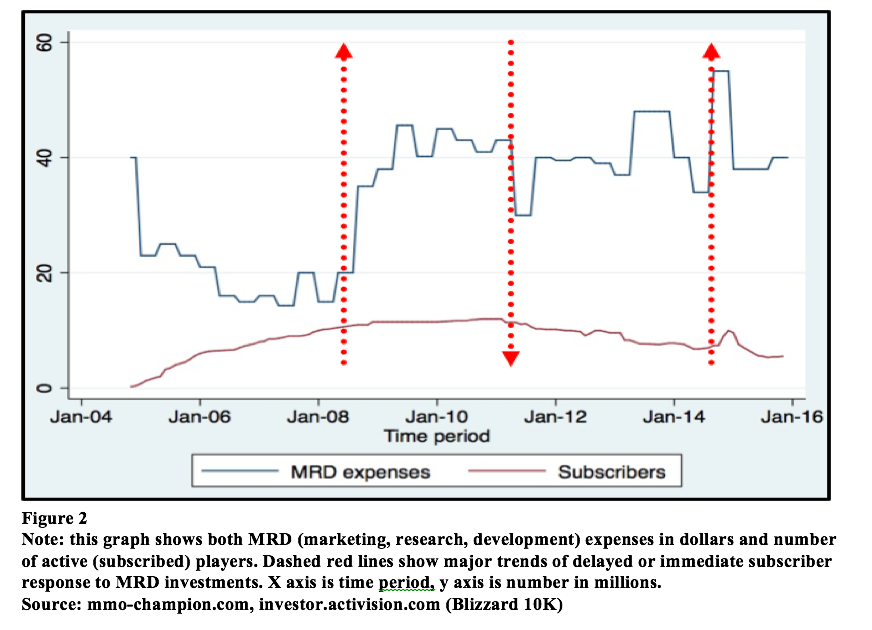 60
40
20
0
Jan-04 Jan-06 Jan-08 Jan-10 Jan-12 Jan-14 Jan-16
Time period
MRD expenses Subscribers
Figure 2
Note: this graph shows both MRD (marketing, research, development) expenses in dollars and number
of active (subscribed) players. Dashed red lines show major trends of delayed or immediate subscriber
response to MRD investments. X axis is time period, y axis is number in millions.
Source: mmo-champion.com, investor.activision.com (Blizzard 10K)